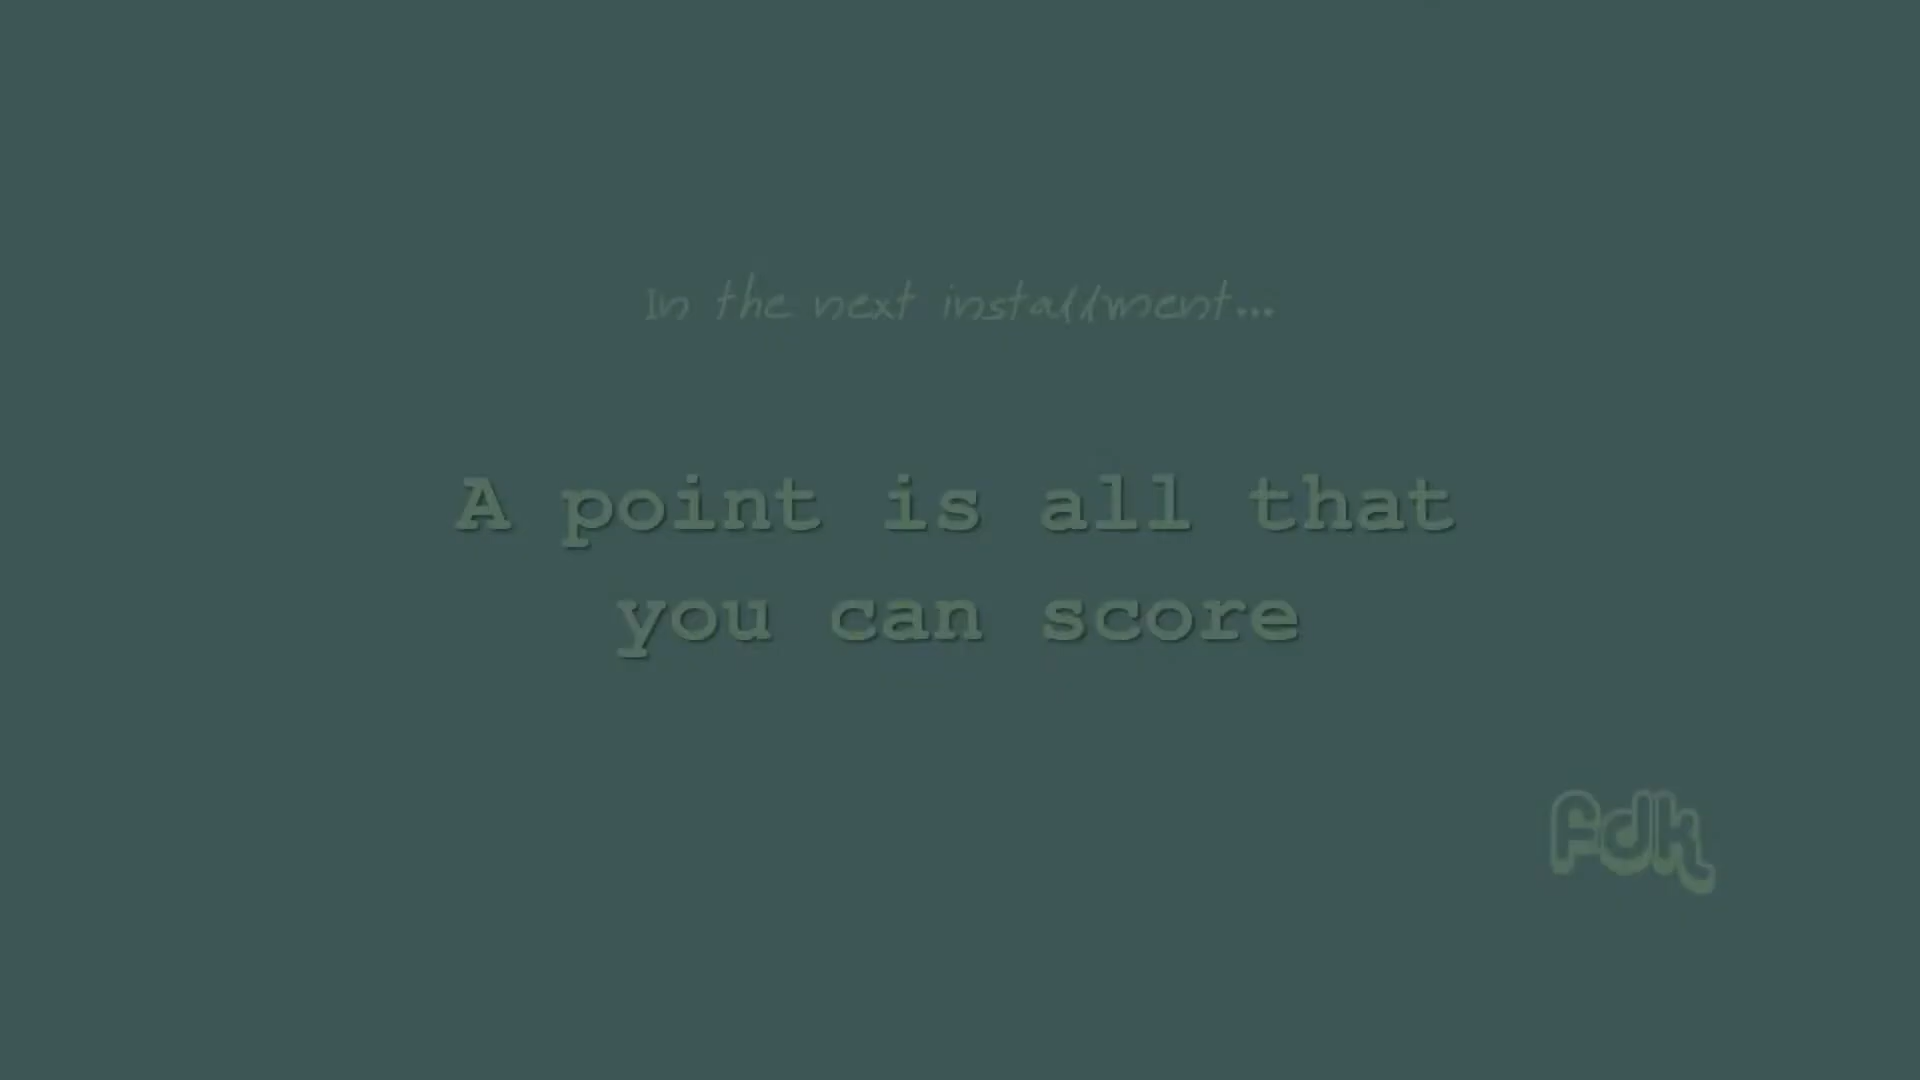 In the next installment...
A point is all that
you can score
fdk